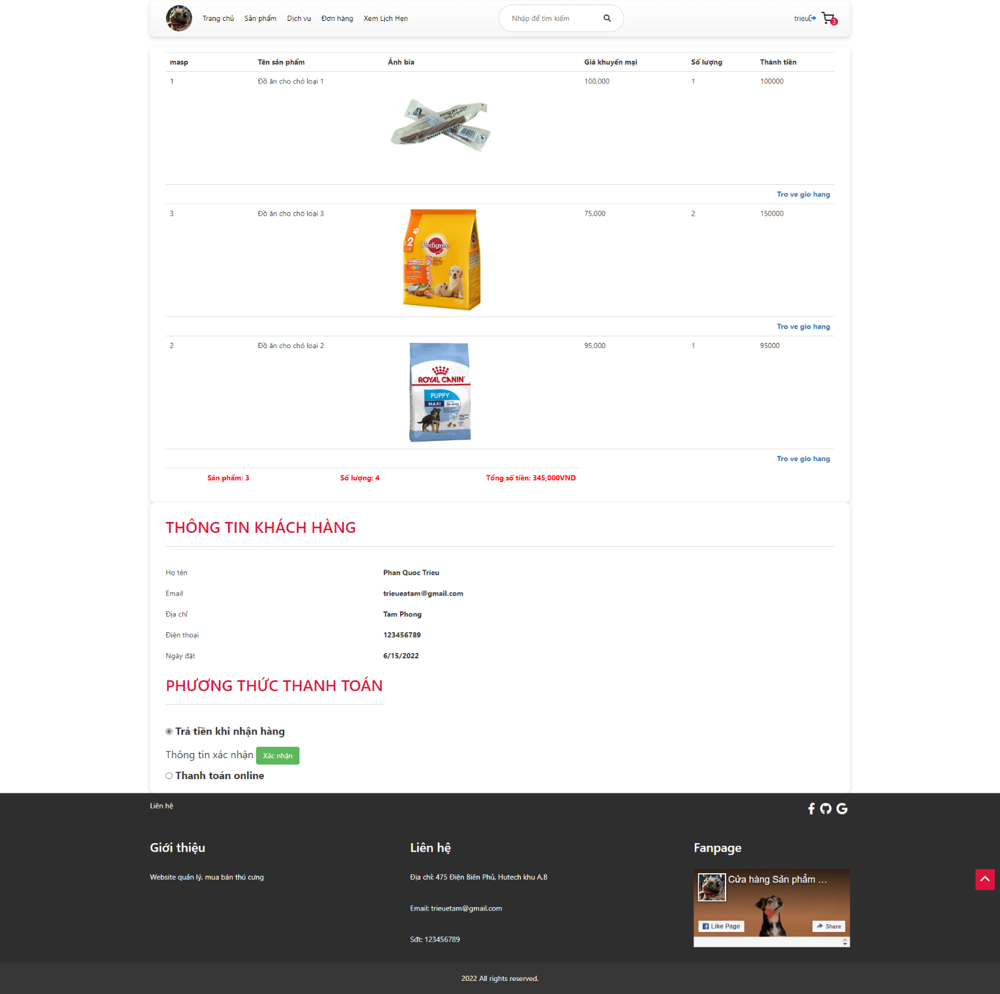 Trang chủ Sản phẩm Dịch vụ Đơn hàng Xem Lịch Hẹn Nhập để tìm kiếm trieu 3
masp Tên sản phẩm Ảnh bìa Giá khuyến mại Số lượng Thành tiền
1 Đồ ăn cho chó loại 1 100,000 1 100000
Tro ve gio hang
3 Đồ ăn cho chó loại 3 75,000 2 150000
2
Pedigree
5
Tro ve gio hang
2 Đồ ăn cho chó loại 2 95,000 1 95000
ROYAL CANIN
PUPPY
MAXI
Tro ve gio hang
Sản phẩm: 3 Số lượng: 4 Tổng số tiền: 345,000VND
THÔNG TIN KHÁCH HÀNG
Họ tên Phan Quoc Trieu
Email trieueatam@gmail.com
Địa chỉ Tam Phong
Điện thoại 123456789
Ngày đặt 6/15/2022
PHƯƠNG THỨC THANH TOÁN
Trả tiền khi nhận hàng
Thông tin xác nhận Xác nhận
Thanh toán online
Liên hệ
Giới thiệu Liên hệ Fanpage
Website quản lý, mua bán thú cưng Địa chỉ: 475 Điện Biên Phủ, Hutech khu A,B Cửa hàng Sản phẩm ...
Email: trieuetam@gmail.com
Like Page Share
Sđt: 123456789
2022 All rights reserved.